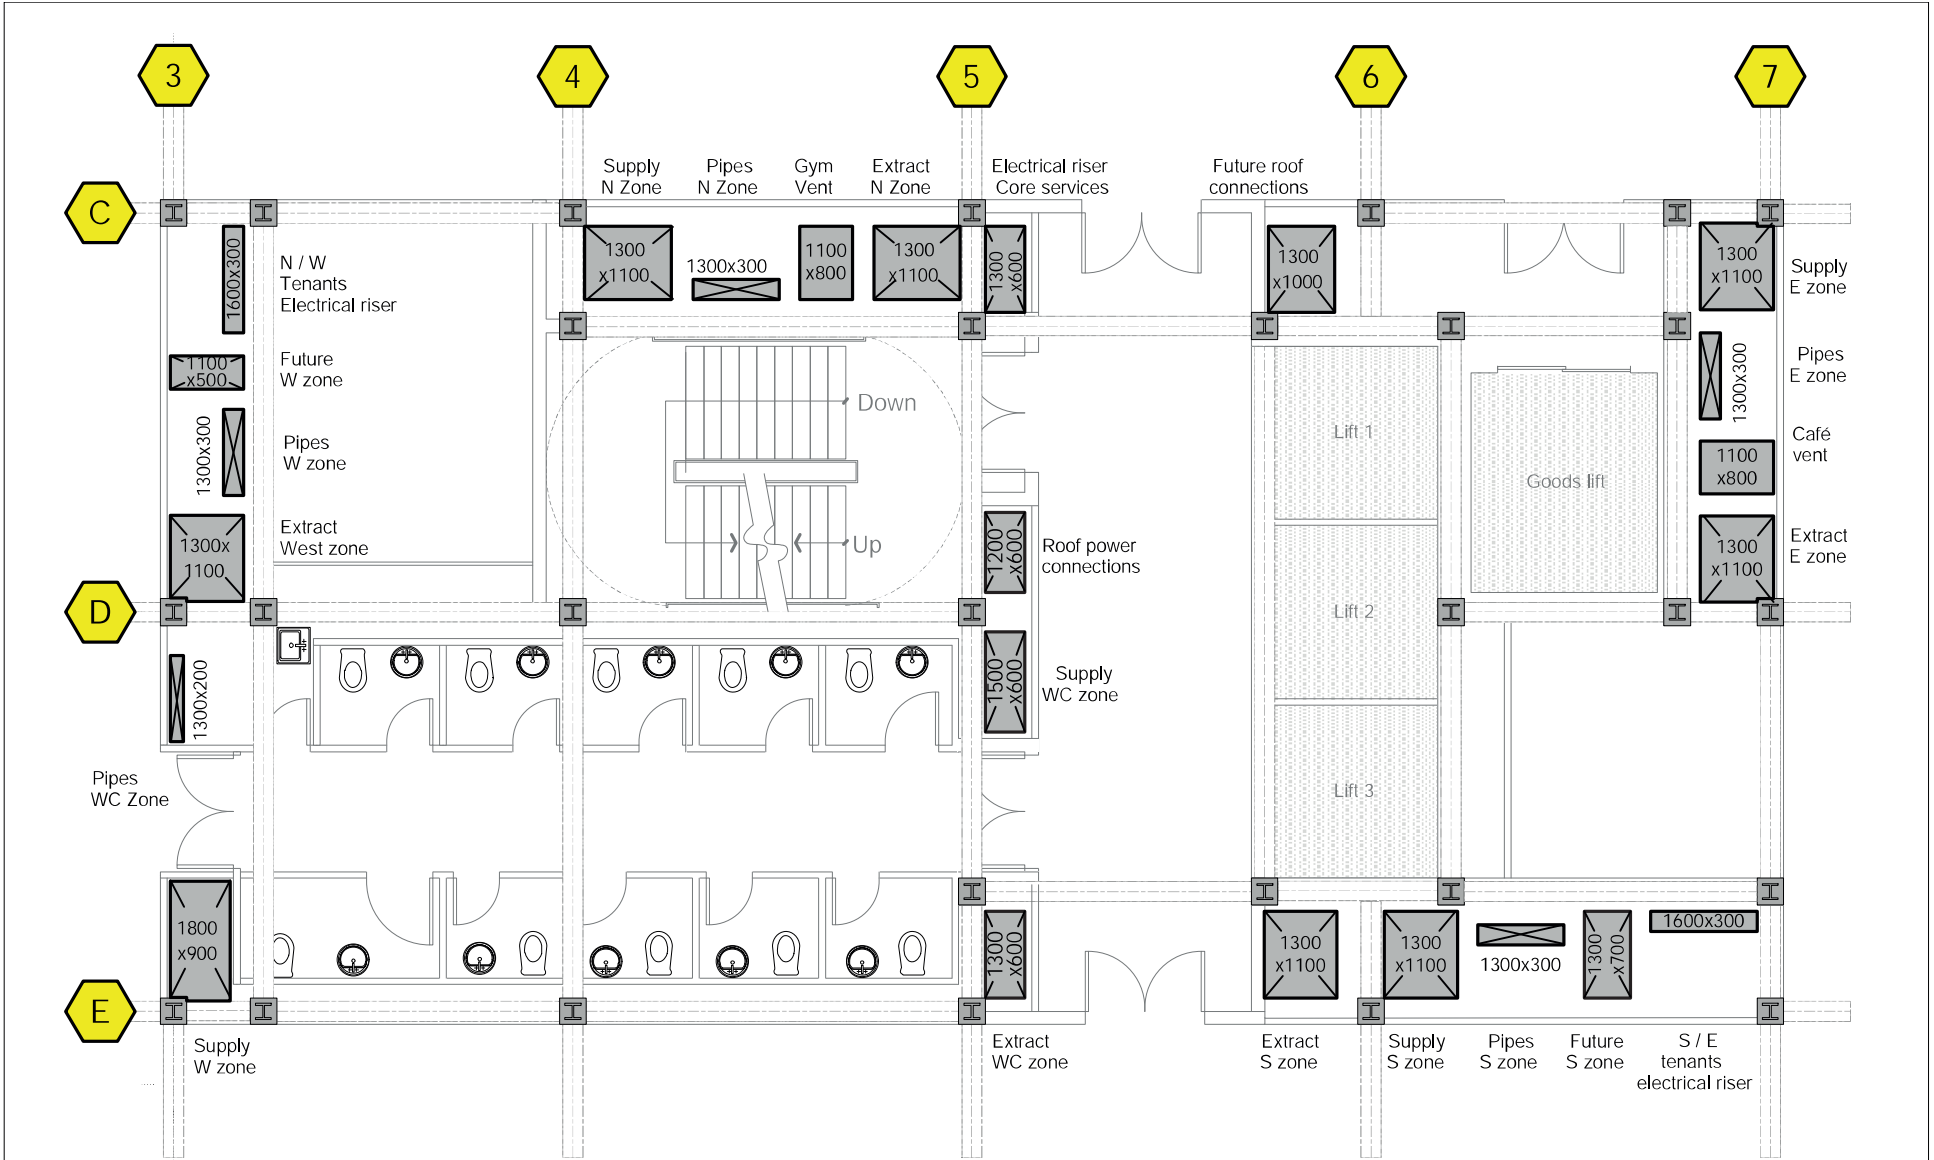 3
4
5
6
7
Supply
N Zone
Pipes
N Zone
Gym
Vent
Extract
N Zone
Electrical riser
Core services
Future roof
connections
C
1600x300
N / W
Tenants
Electrical riser
1300
x1100
1300x300
1100
x800
1300
x1100
1300
x600
1300
x1000
1300
x1100
Supply
E zone
1100
x500
Future
W zone
1300x300
Pipes
W zone
Down
Up
Lift 1
Goods lift
1300x300
Pipes
E zone
1100
x800
Café
vent
1300x
1100
Extract
West zone
1200
x600
Roof power
connections
1300
x1100
Extract
E zone
D
Lift 2
1300x200
1500
x600
Supply
WC zone
Pipes
WC Zone
Lift 3
1800
x900
1300
x600
1300
x1100
1300
x1100
1300x300
1300
x700
1600x300
E
Supply
W zone
Extract
WC zone
Extract
S zone
Supply
S zone
Pipes
S zone
Future
S zone
S / E
tenants
electrical riser